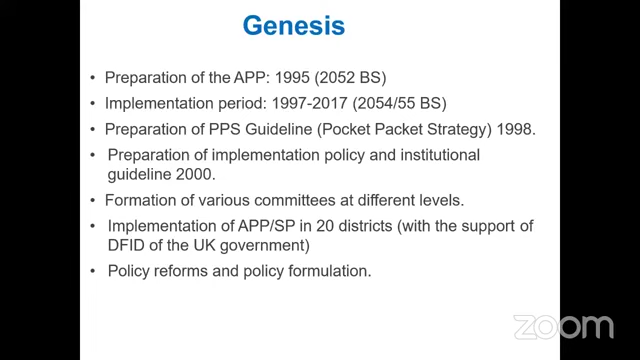 Genesis
• Preparation of the APP: 1995 (2052 BS)
• Implementation period: 1997-2017 (2054/55 BS)
• Preparation of PPS Guideline (Pocket Packet Strategy) 1998.
• Preparation of implementation policy and institutional
guideline 2000.
• Formation of various committees at different levels.
• Implementation of APP/SP in 20 districts (with the support of
DFID of the UK government)
• Policy reforms and policy formulation.
zoom